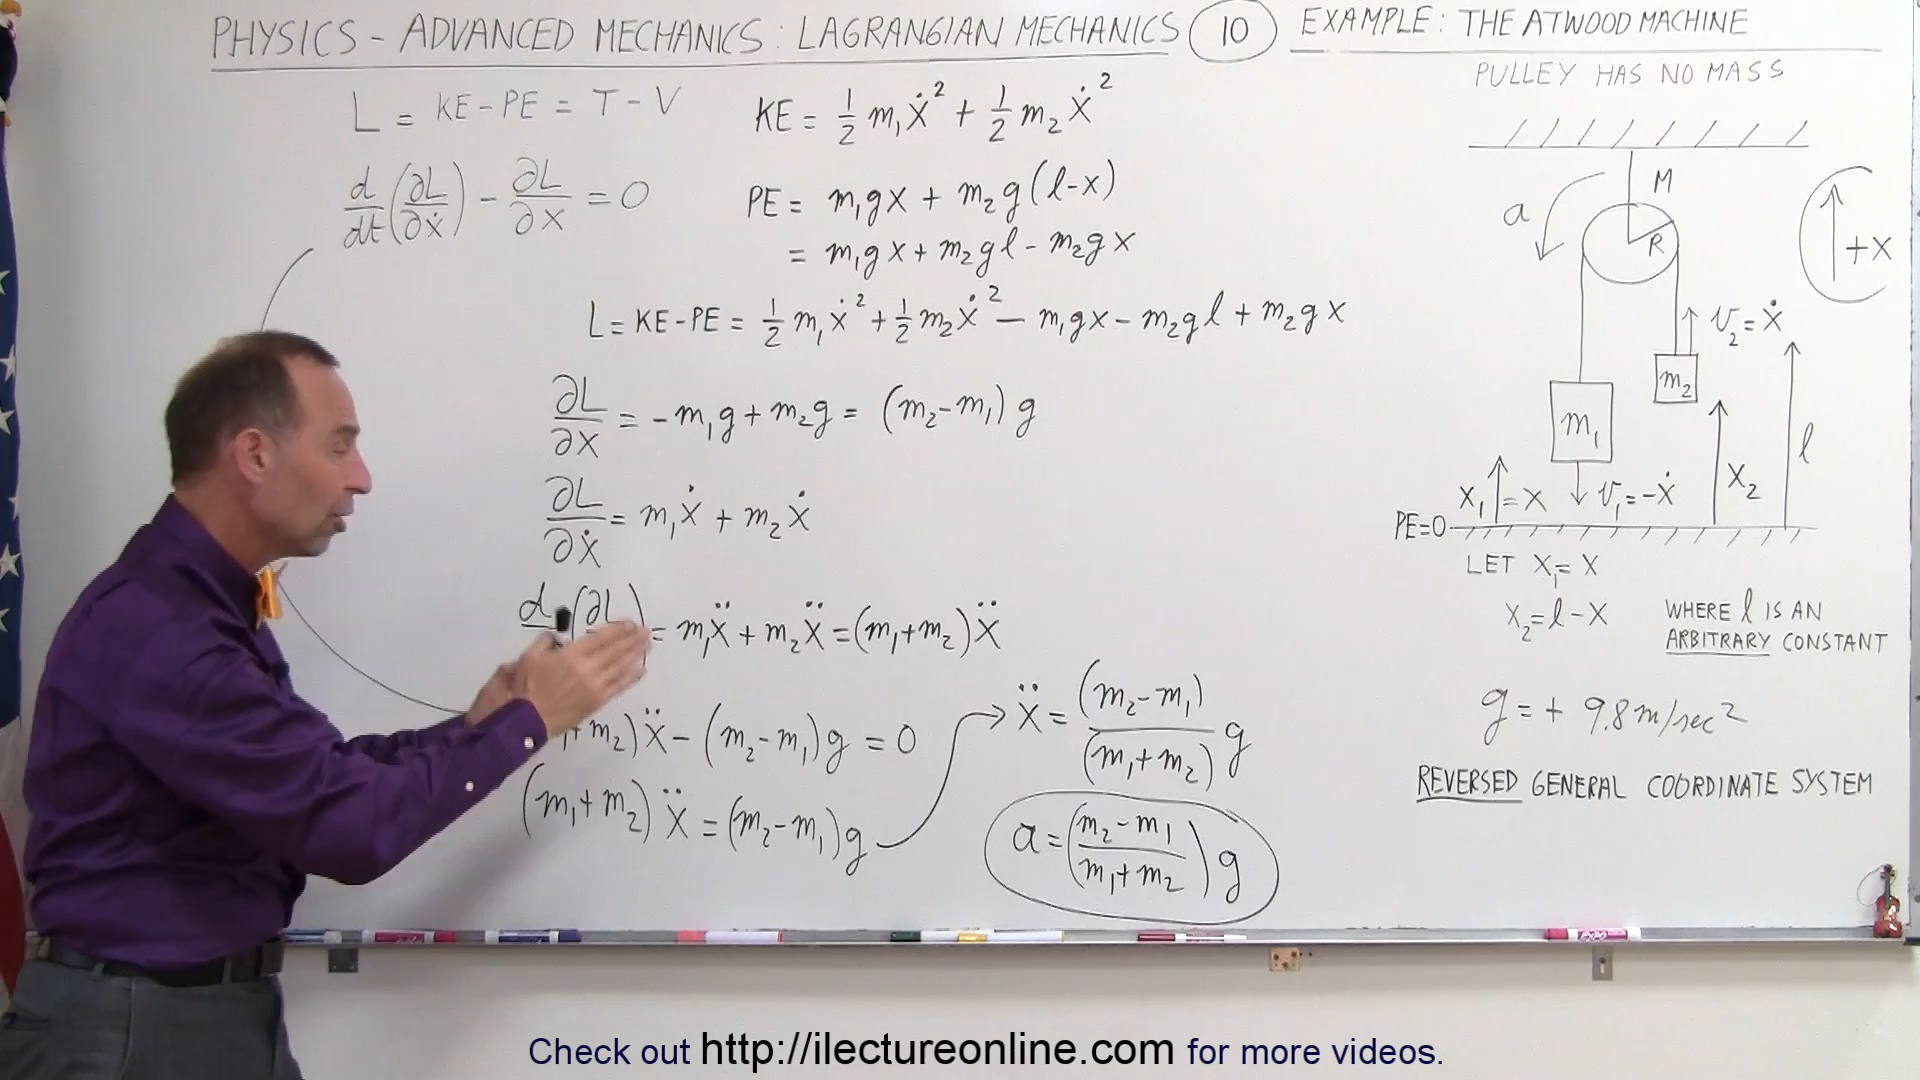 PHYSICS - ADVANCED MECHANICS: LAGRANGIAN MECHANICS (10) EXAMPLE: THE ATWOOD MACHINE
PULLEY HAS NO MASS
L = KE - PE = T - V
d/dt (∂L/∂ẋ) - ∂L/∂x = 0
KE = 1/2 m₁ẋ² + 1/2 m₂ẋ²
PE = m₁gx + m₂g(l-x)
= m₁gx + m₂gl - m₂gx
L = KE - PE = 1/2 m₁ẋ² + 1/2 m₂ẋ² - m₁gx - m₂gl + m₂gx
∂L/∂x = -m₁g + m₂g = (m₂-m₁)g
∂L/∂ẋ = m₁ẋ + m₂ẋ
d (∂L ) = m₁ẍ + m₂ẍ = (m₁+m₂)ẍ
₁+m₂)ẍ - (m₂-m₁)g = 0
(m₁+m₂)ẍ = (m₂-m₁)g
ẍ = (m₂-m₁)/(m₁+m₂) g
a = (m₂-m₁/m₁+m₂) g
M
a
R
+x
v₂ = ẋ
m₂
m₁
l
x₂
x₁ = x
v₁ = -ẋ
PE=0
LET x₁ = x
x₂ = l - x
WHERE l IS AN
ARBITRARY CONSTANT
g = + 9.8 m/sec²
REVERSED GENERAL COORDINATE SYSTEM
Check out http://ilectureonline.com for more videos.